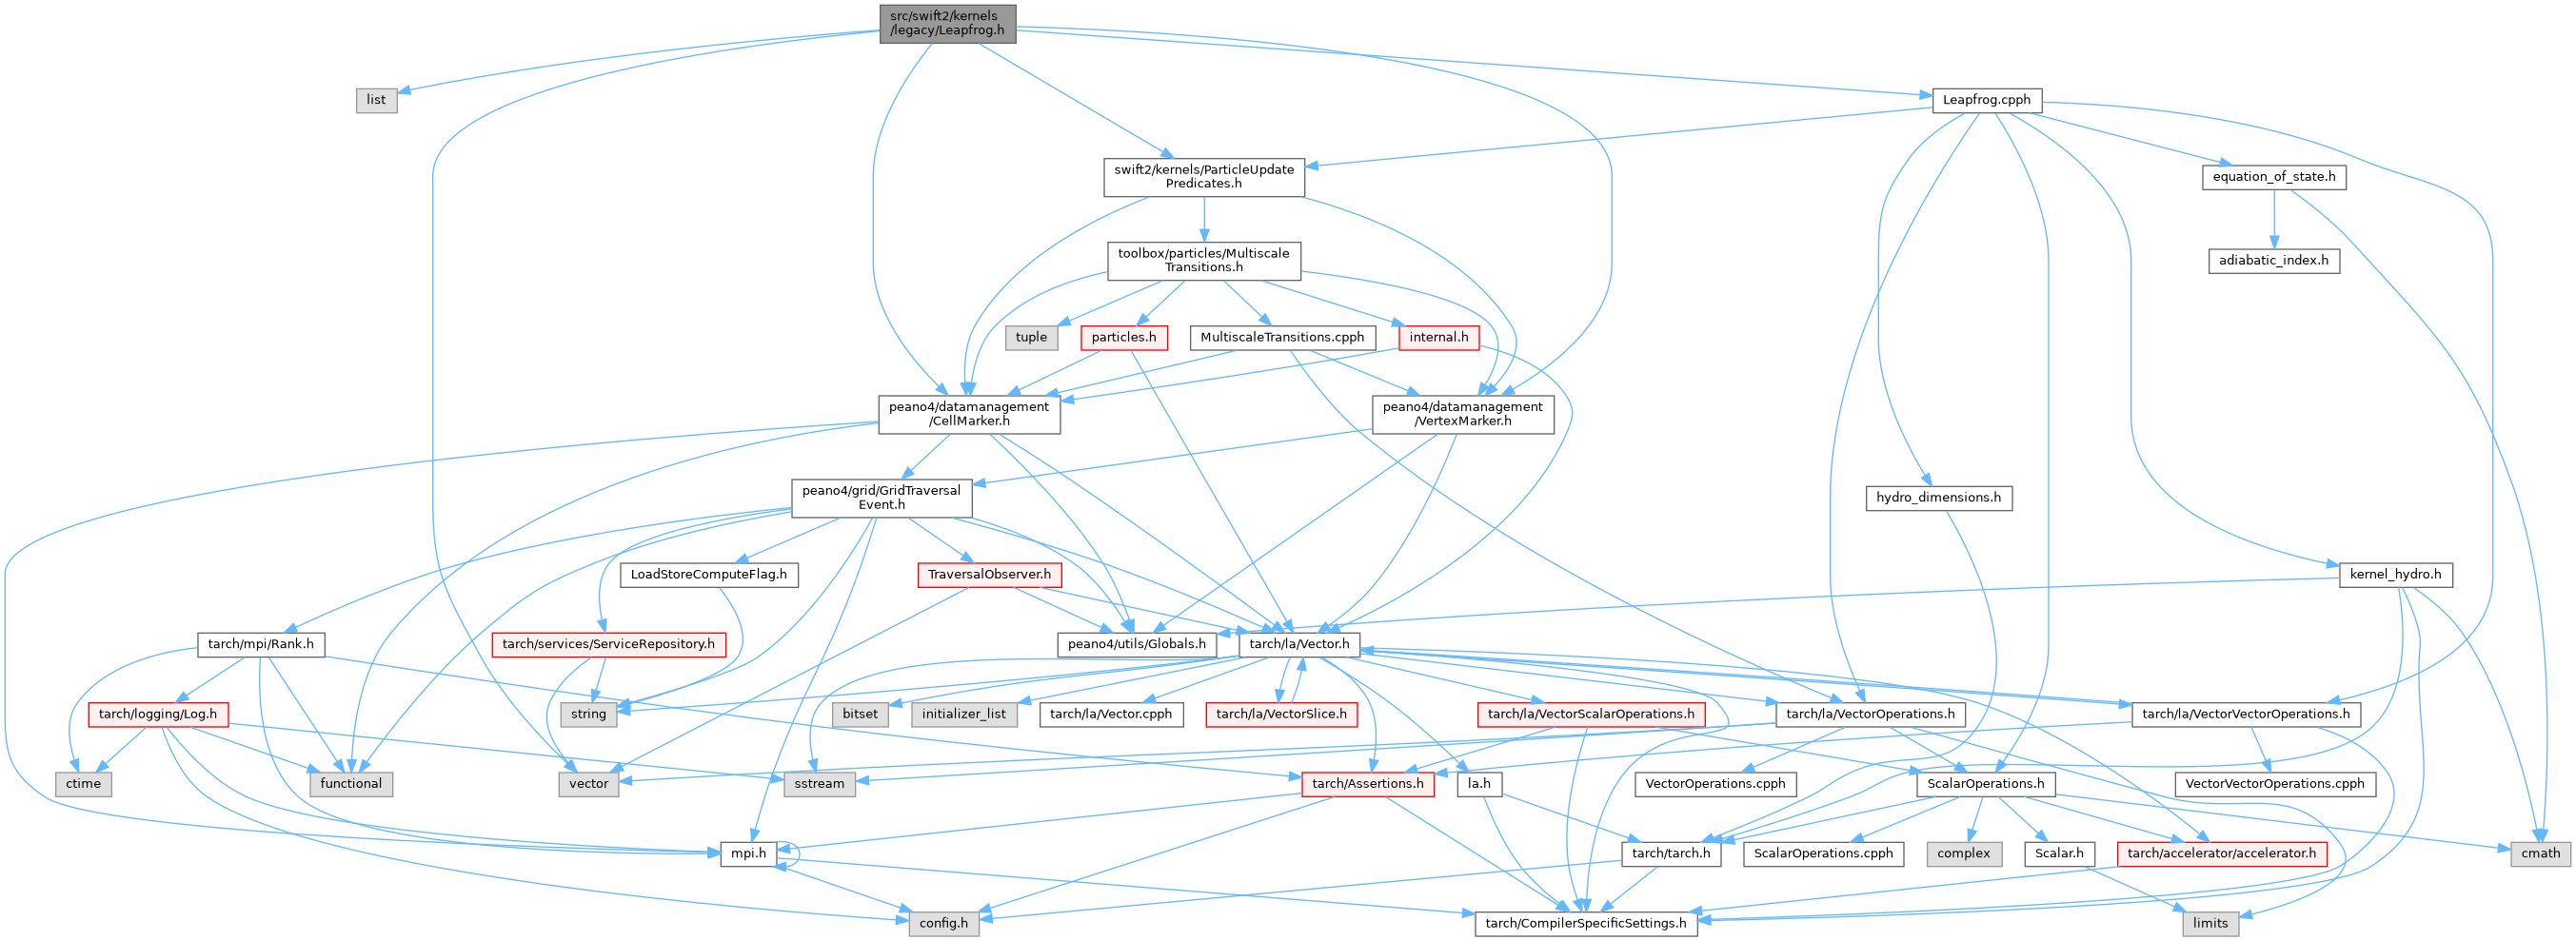 src/swift2/kernels
/legacy/Leapfrog.h
list
Leapfrog.cpph
swift2/kernels/ParticleUpdate
Predicates.h
equation_of_state.h
toolbox/particles/Multiscale
Transitions.h
adiabatic_index.h
tuple
particles.h
MultiscaleTransitions.cpph
internal.h
peano4/datamanagement
/CellMarker.h
peano4/datamanagement
/VertexMarker.h
peano4/grid/GridTraversal
Event.h
hydro_dimensions.h
LoadStoreComputeFlag.h
TraversalObserver.h
kernel_hydro.h
tarch/mpi/Rank.h
tarch/services/ServiceRepository.h
peano4/utils/Globals.h
tarch/la/Vector.h
tarch/logging/Log.h
string
bitset
initializer_list
tarch/la/Vector.cpph
tarch/la/VectorSlice.h
tarch/la/VectorScalarOperations.h
tarch/la/VectorOperations.h
tarch/la/VectorVectorOperations.h
ctime
functional
vector
sstream
tarch/Assertions.h
la.h
VectorOperations.cpph
ScalarOperations.h
VectorVectorOperations.cpph
mpi.h
tarch/tarch.h
ScalarOperations.cpph
complex
Scalar.h
tarch/accelerator/accelerator.h
cmath
config.h
tarch/CompilerSpecificSettings.h
limits